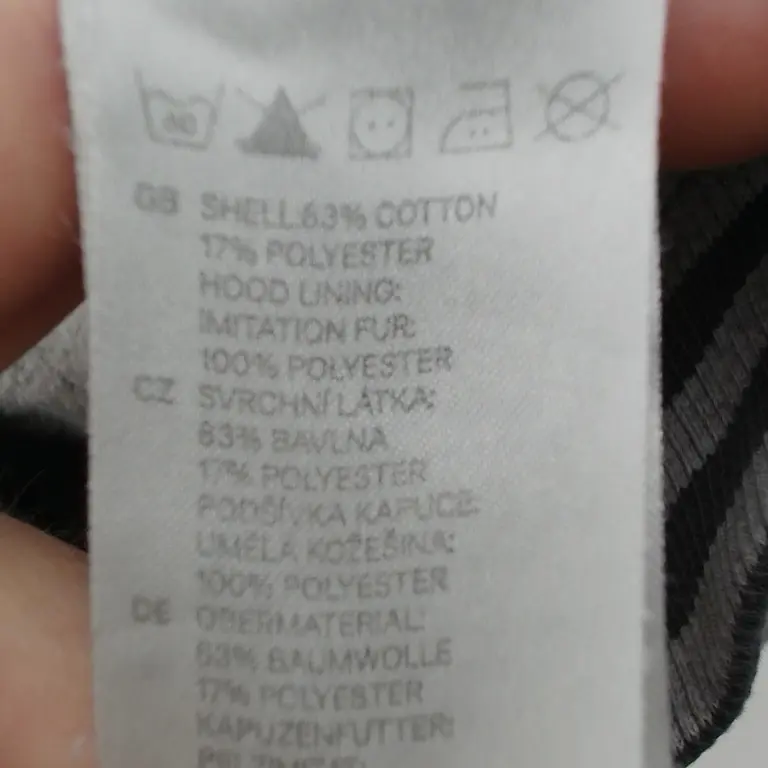 40
GB SHELL:83% COTTON
17% POLYESTER
HOOD LINING:
IMITATION FUR:
100% POLYESTER
CZ SVRCHNÍ LÁTKA:
83% BAVLNA
17% POLYESTER
PODŠÍVKA KAPUCE:
UMĚLÁ KOŽEŠINA:
100% POLYESTER
DE OBERMATERIAL:
83% BAUMWOLLE
17% POLYESTER
KAPUZENFUTTER: